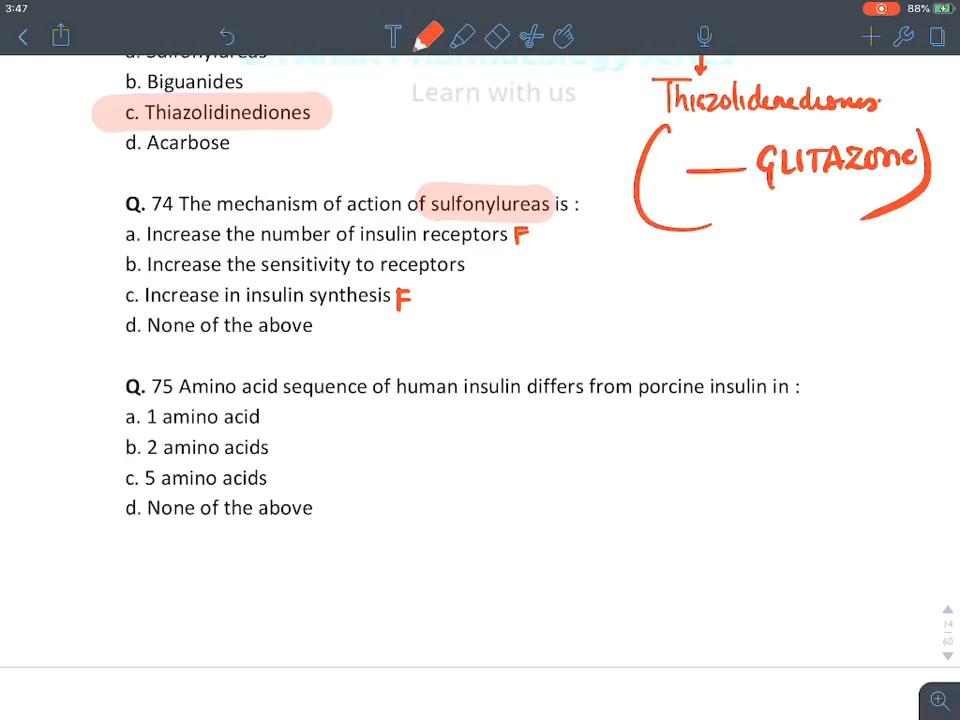 3:47
88%
T
a. Sulfonylureas
b. Biguanides
Learn with us
c. Thiazolidinediones
d. Acarbose
Thiazolidenediones
GLITAZONE
Q. 74 The mechanism of action of sulfonylureas is :
a. Increase the number of insulin receptors F
b. Increase the sensitivity to receptors
c. Increase in insulin synthesis F
d. None of the above
Q. 75 Amino acid sequence of human insulin differs from porcine insulin in :
a. 1 amino acid
b. 2 amino acids
c. 5 amino acids
d. None of the above
14
60